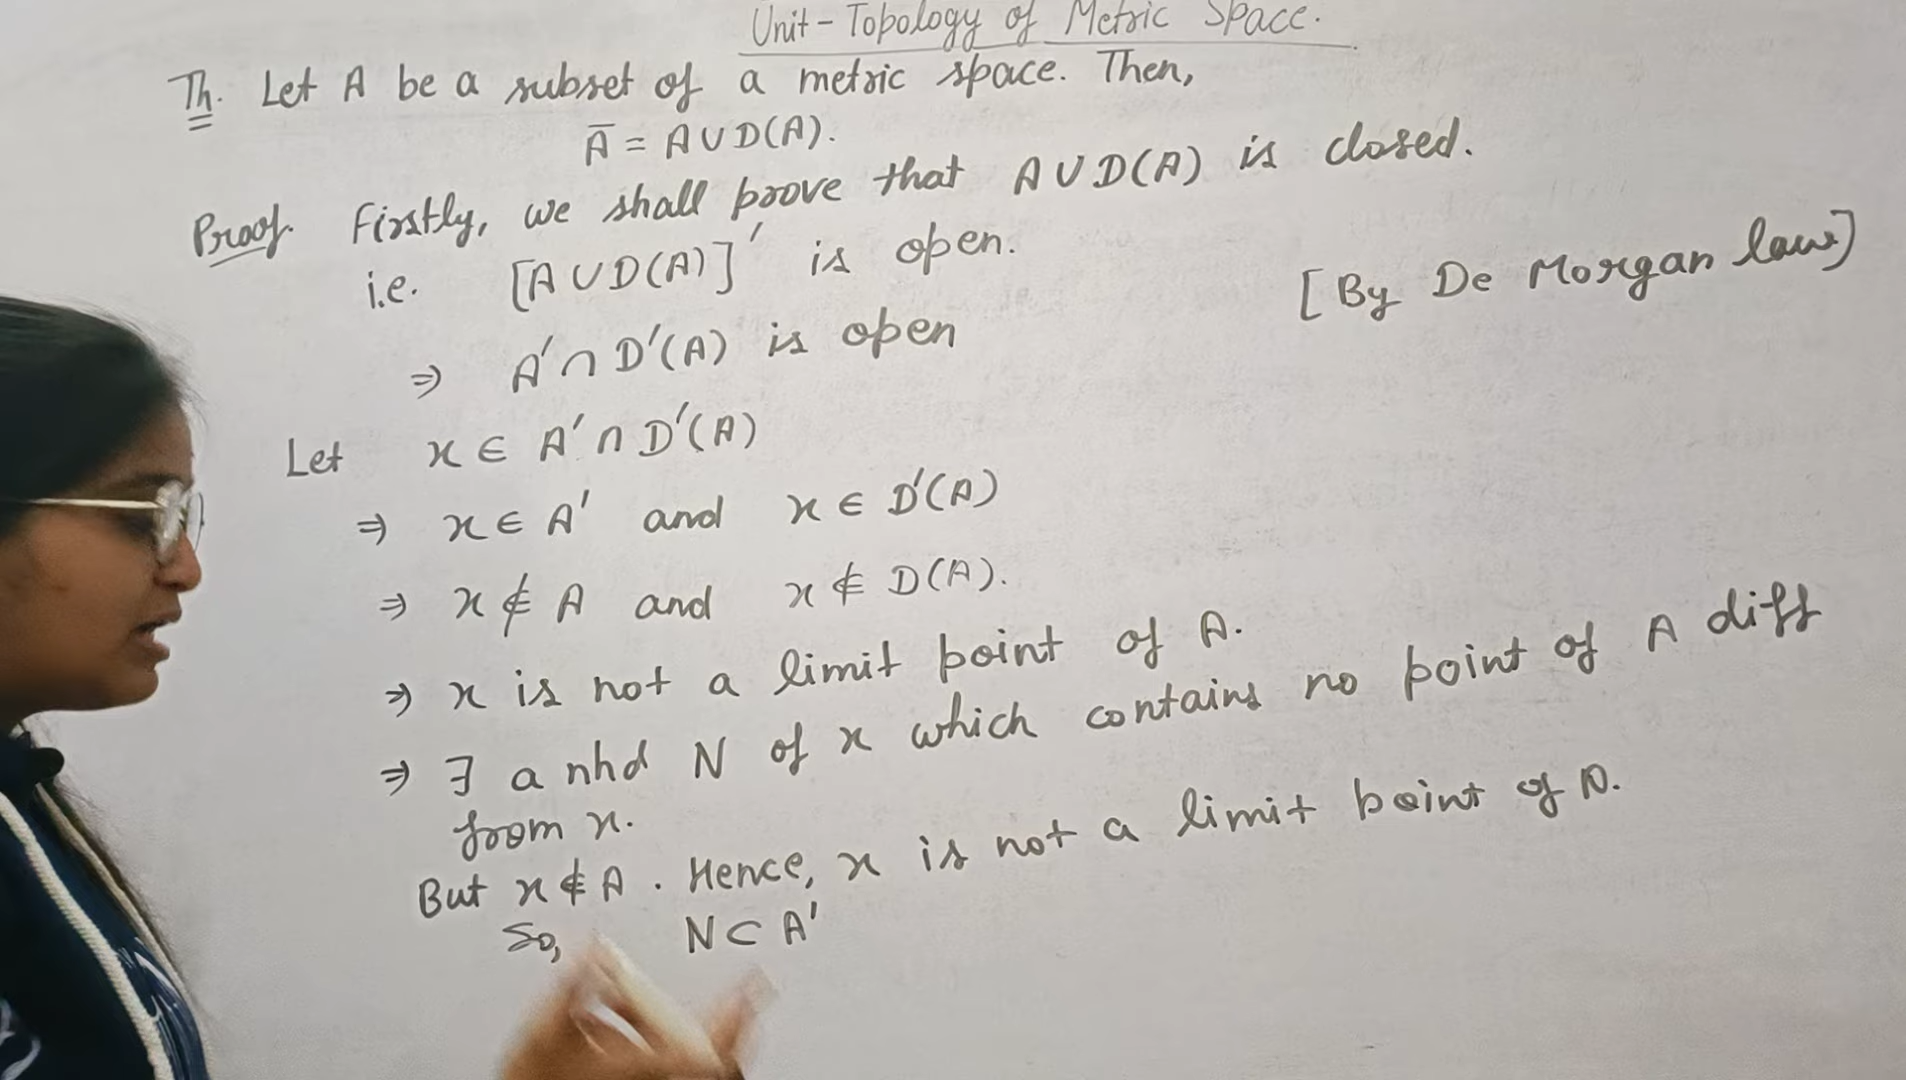 Unit - Topology of Metric Space.
Th. Let A be a subset of a metric space. Then,
Ā = A ∪ D(A).
Proof. Firstly, we shall prove that A ∪ D(A) is closed.
i.e. [A ∪ D(A)]' is open.
⇒ A' ∩ D'(A) is open [By De Morgan law]
Let x ∈ A' ∩ D'(A)
⇒ x ∈ A' and x ∈ D'(A)
⇒ x ∉ A and x ∉ D(A).
⇒ x is not a limit point of A.
⇒ ∃ a nhd N of x which contains no point of A diff
from x.
But x ∉ A. Hence, x is not a limit point of A.
So, N ⊂ A'